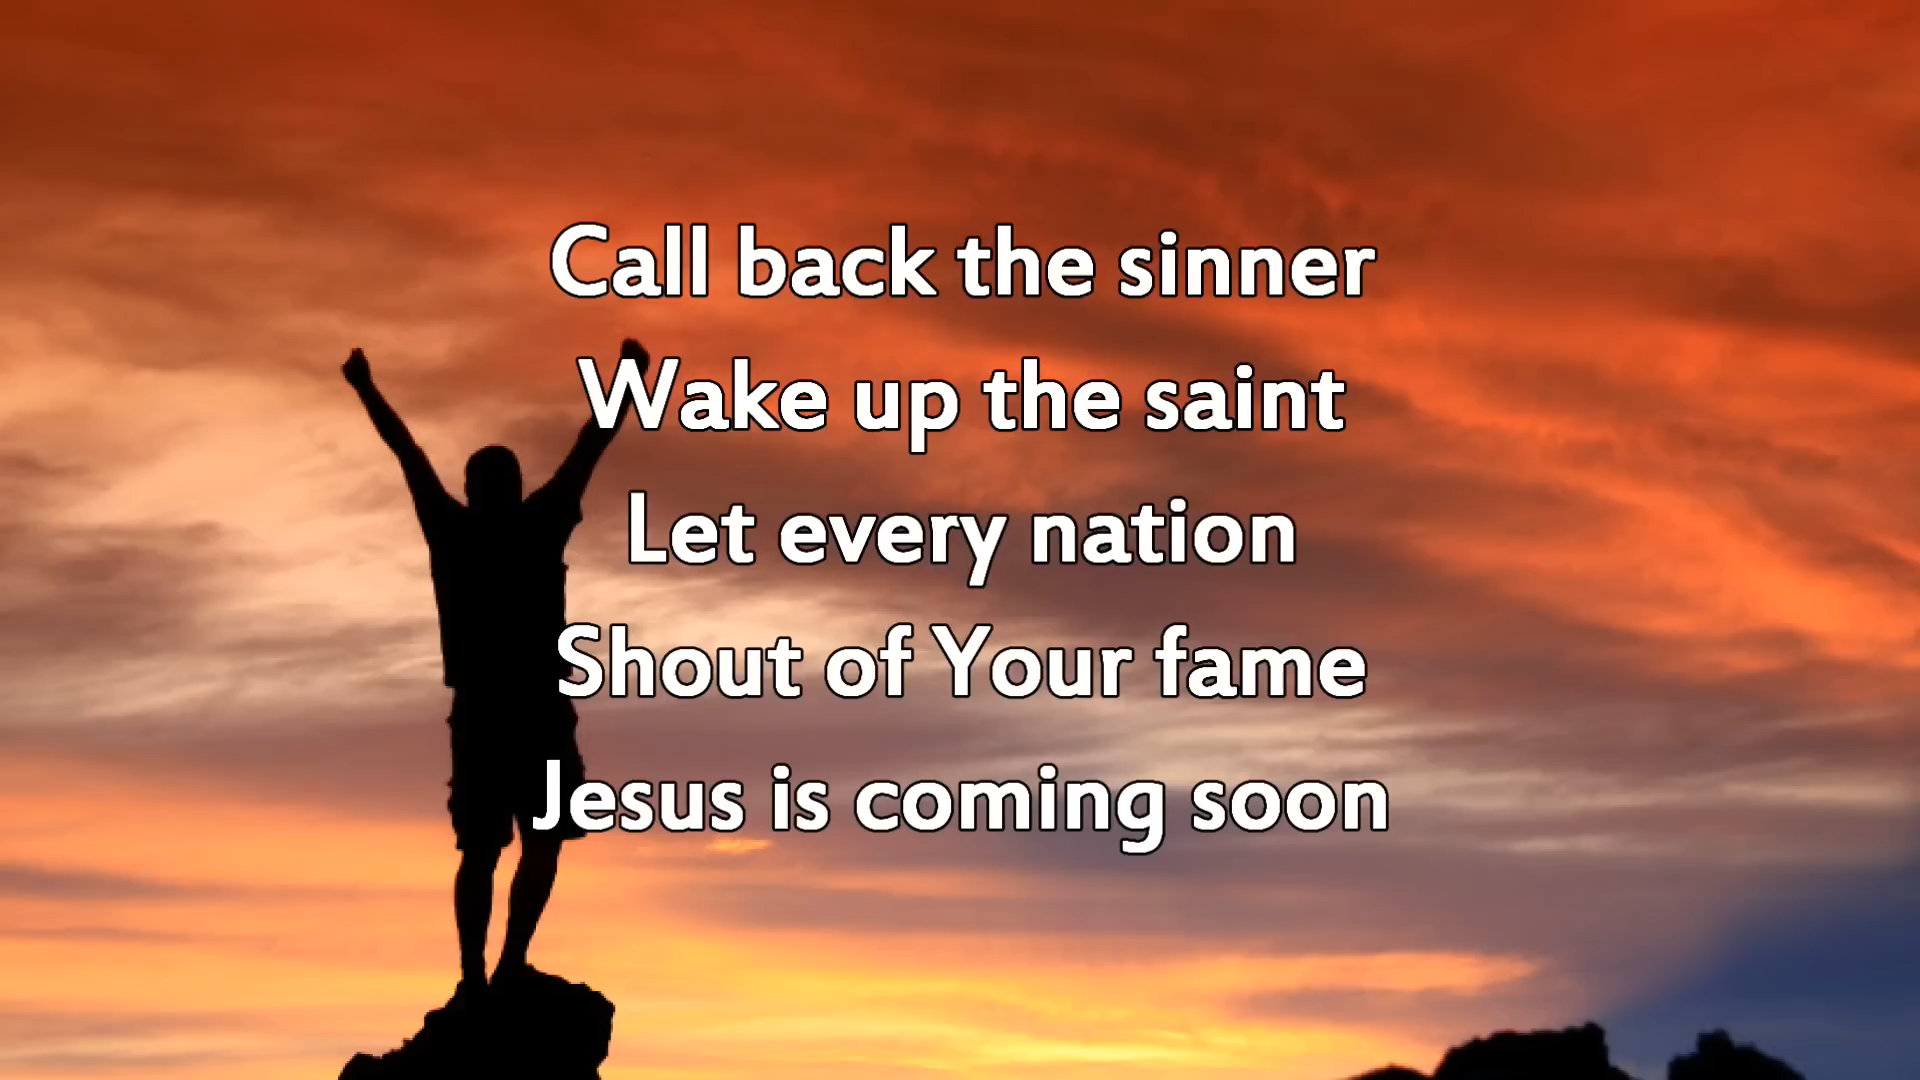 Call back the sinner
Wake up the saint
Let every nation
Shout of Your fame
Jesus is coming soon